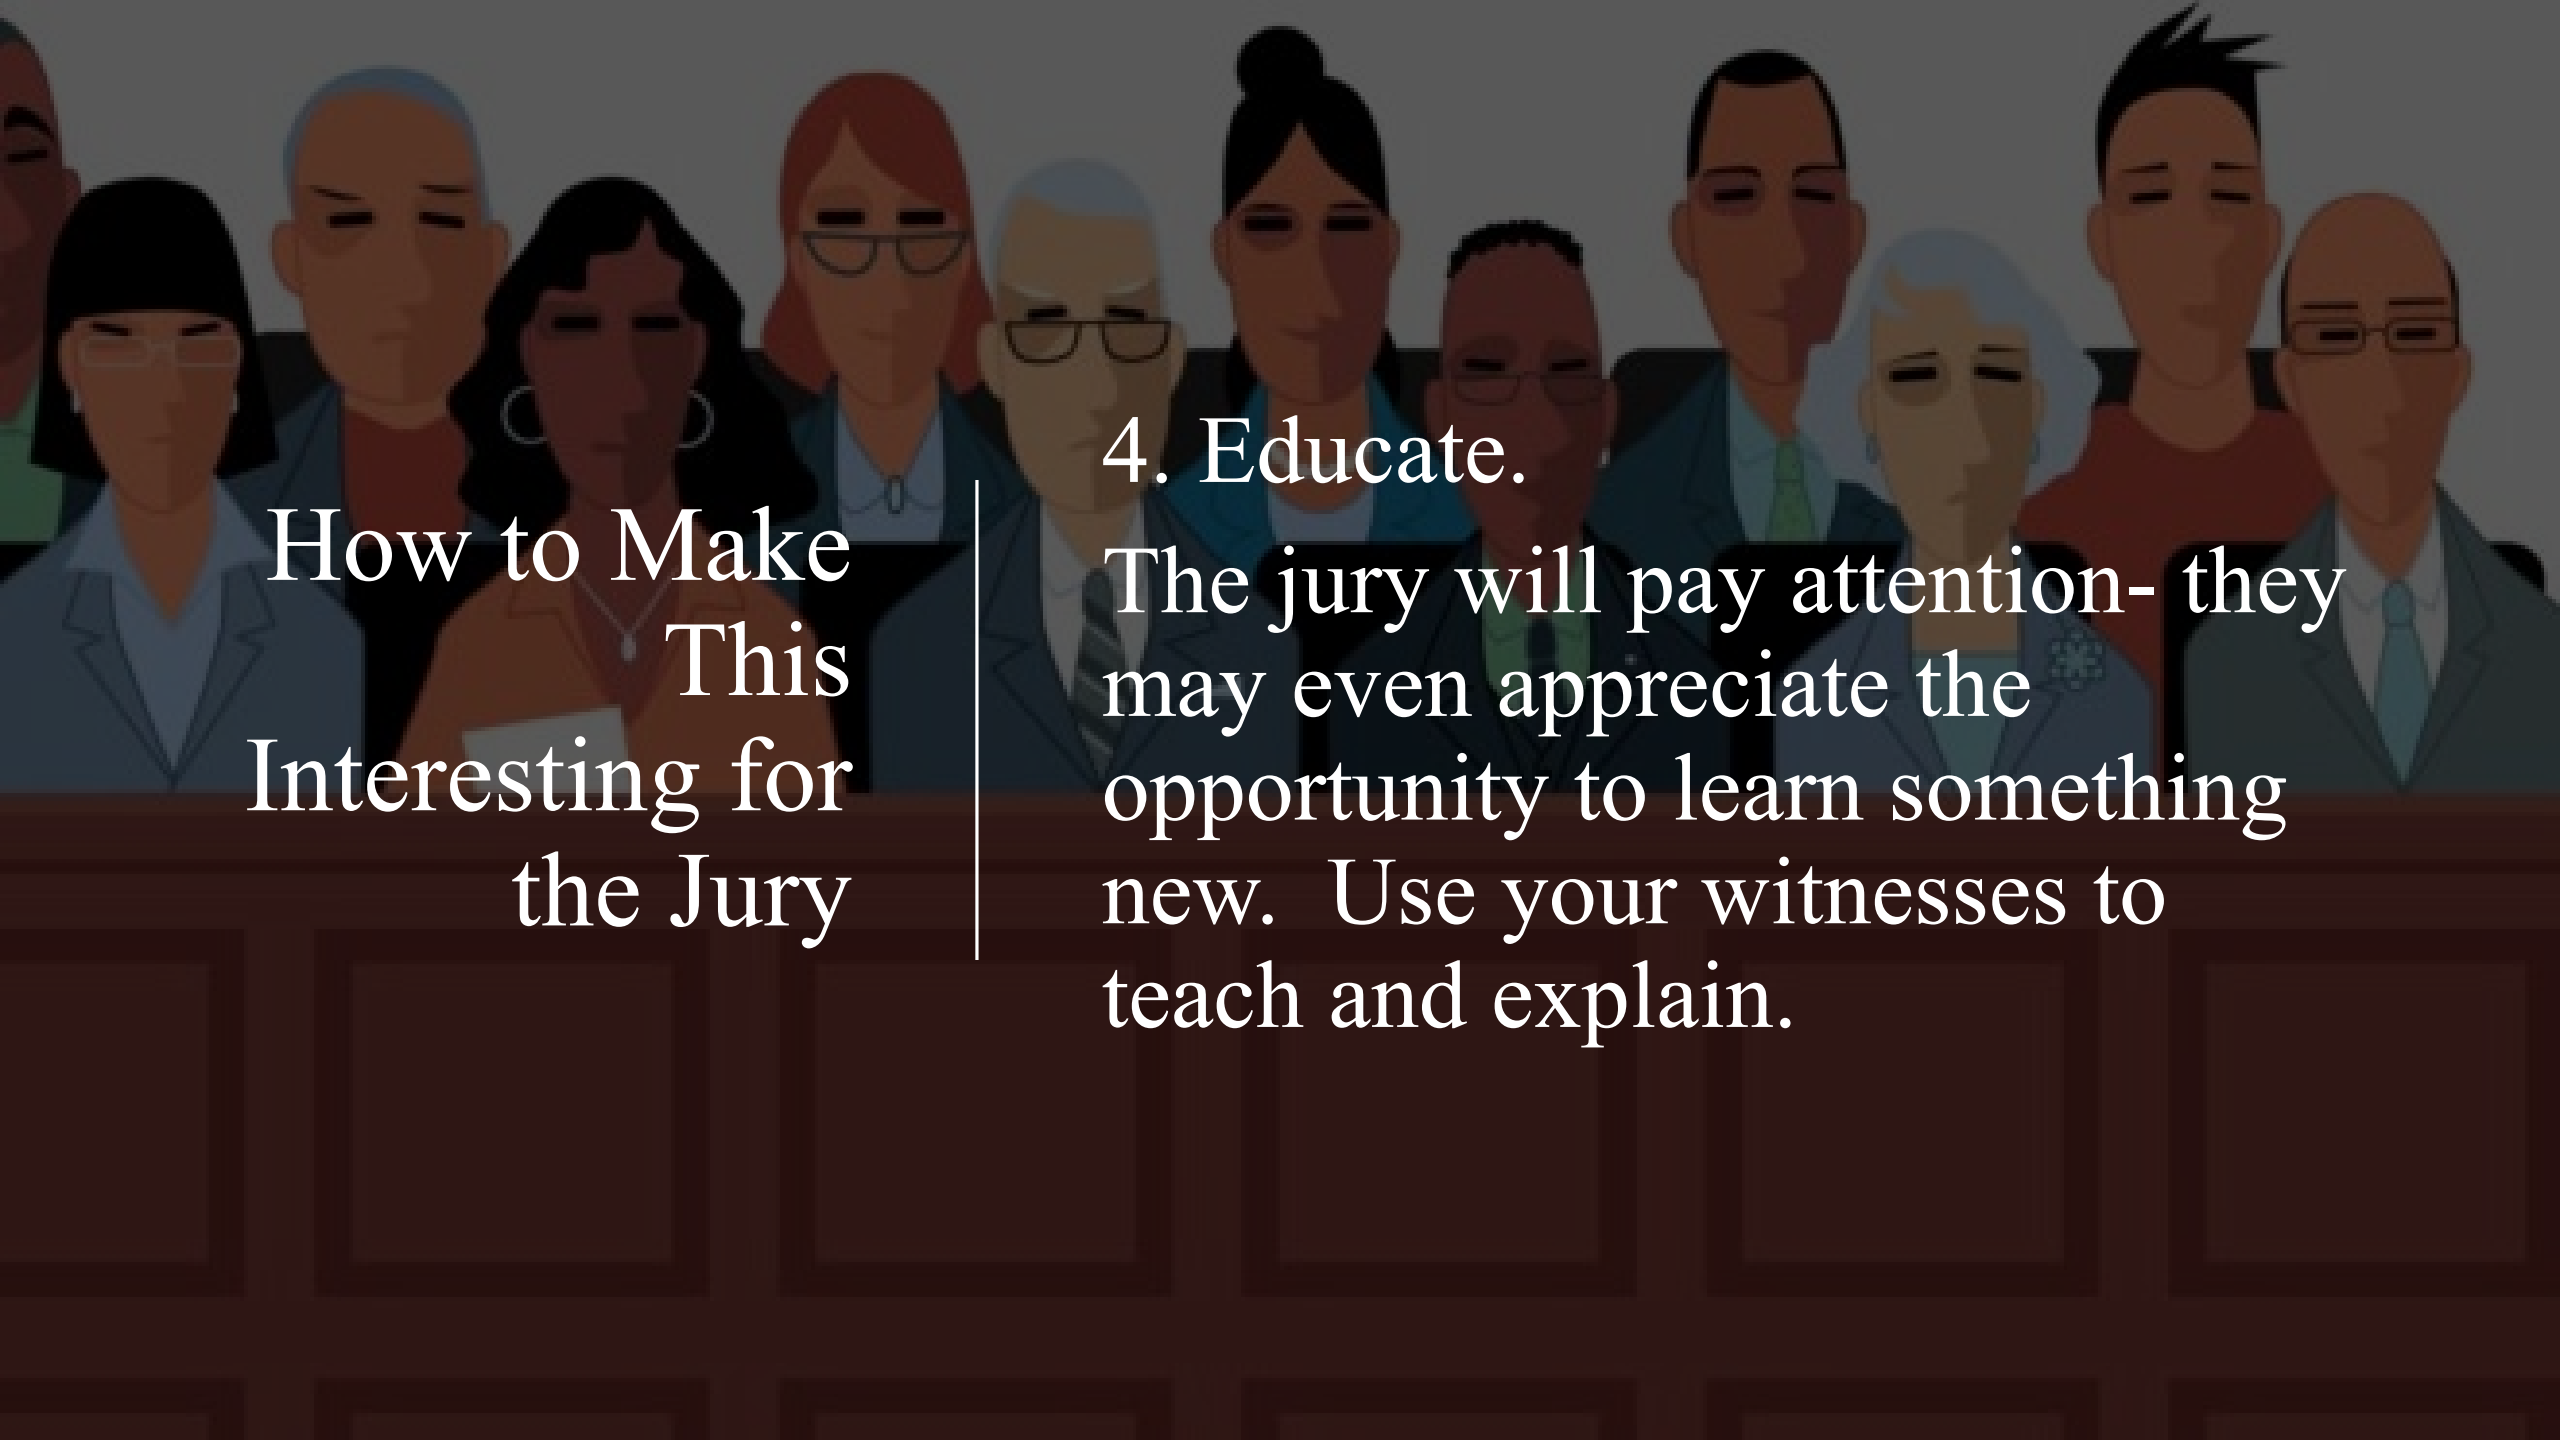 How to Make
This
Interesting for
the Jury
4. Educate.
The jury will pay attention- they
may even appreciate the
opportunity to learn something
new.  Use your witnesses to
teach and explain.